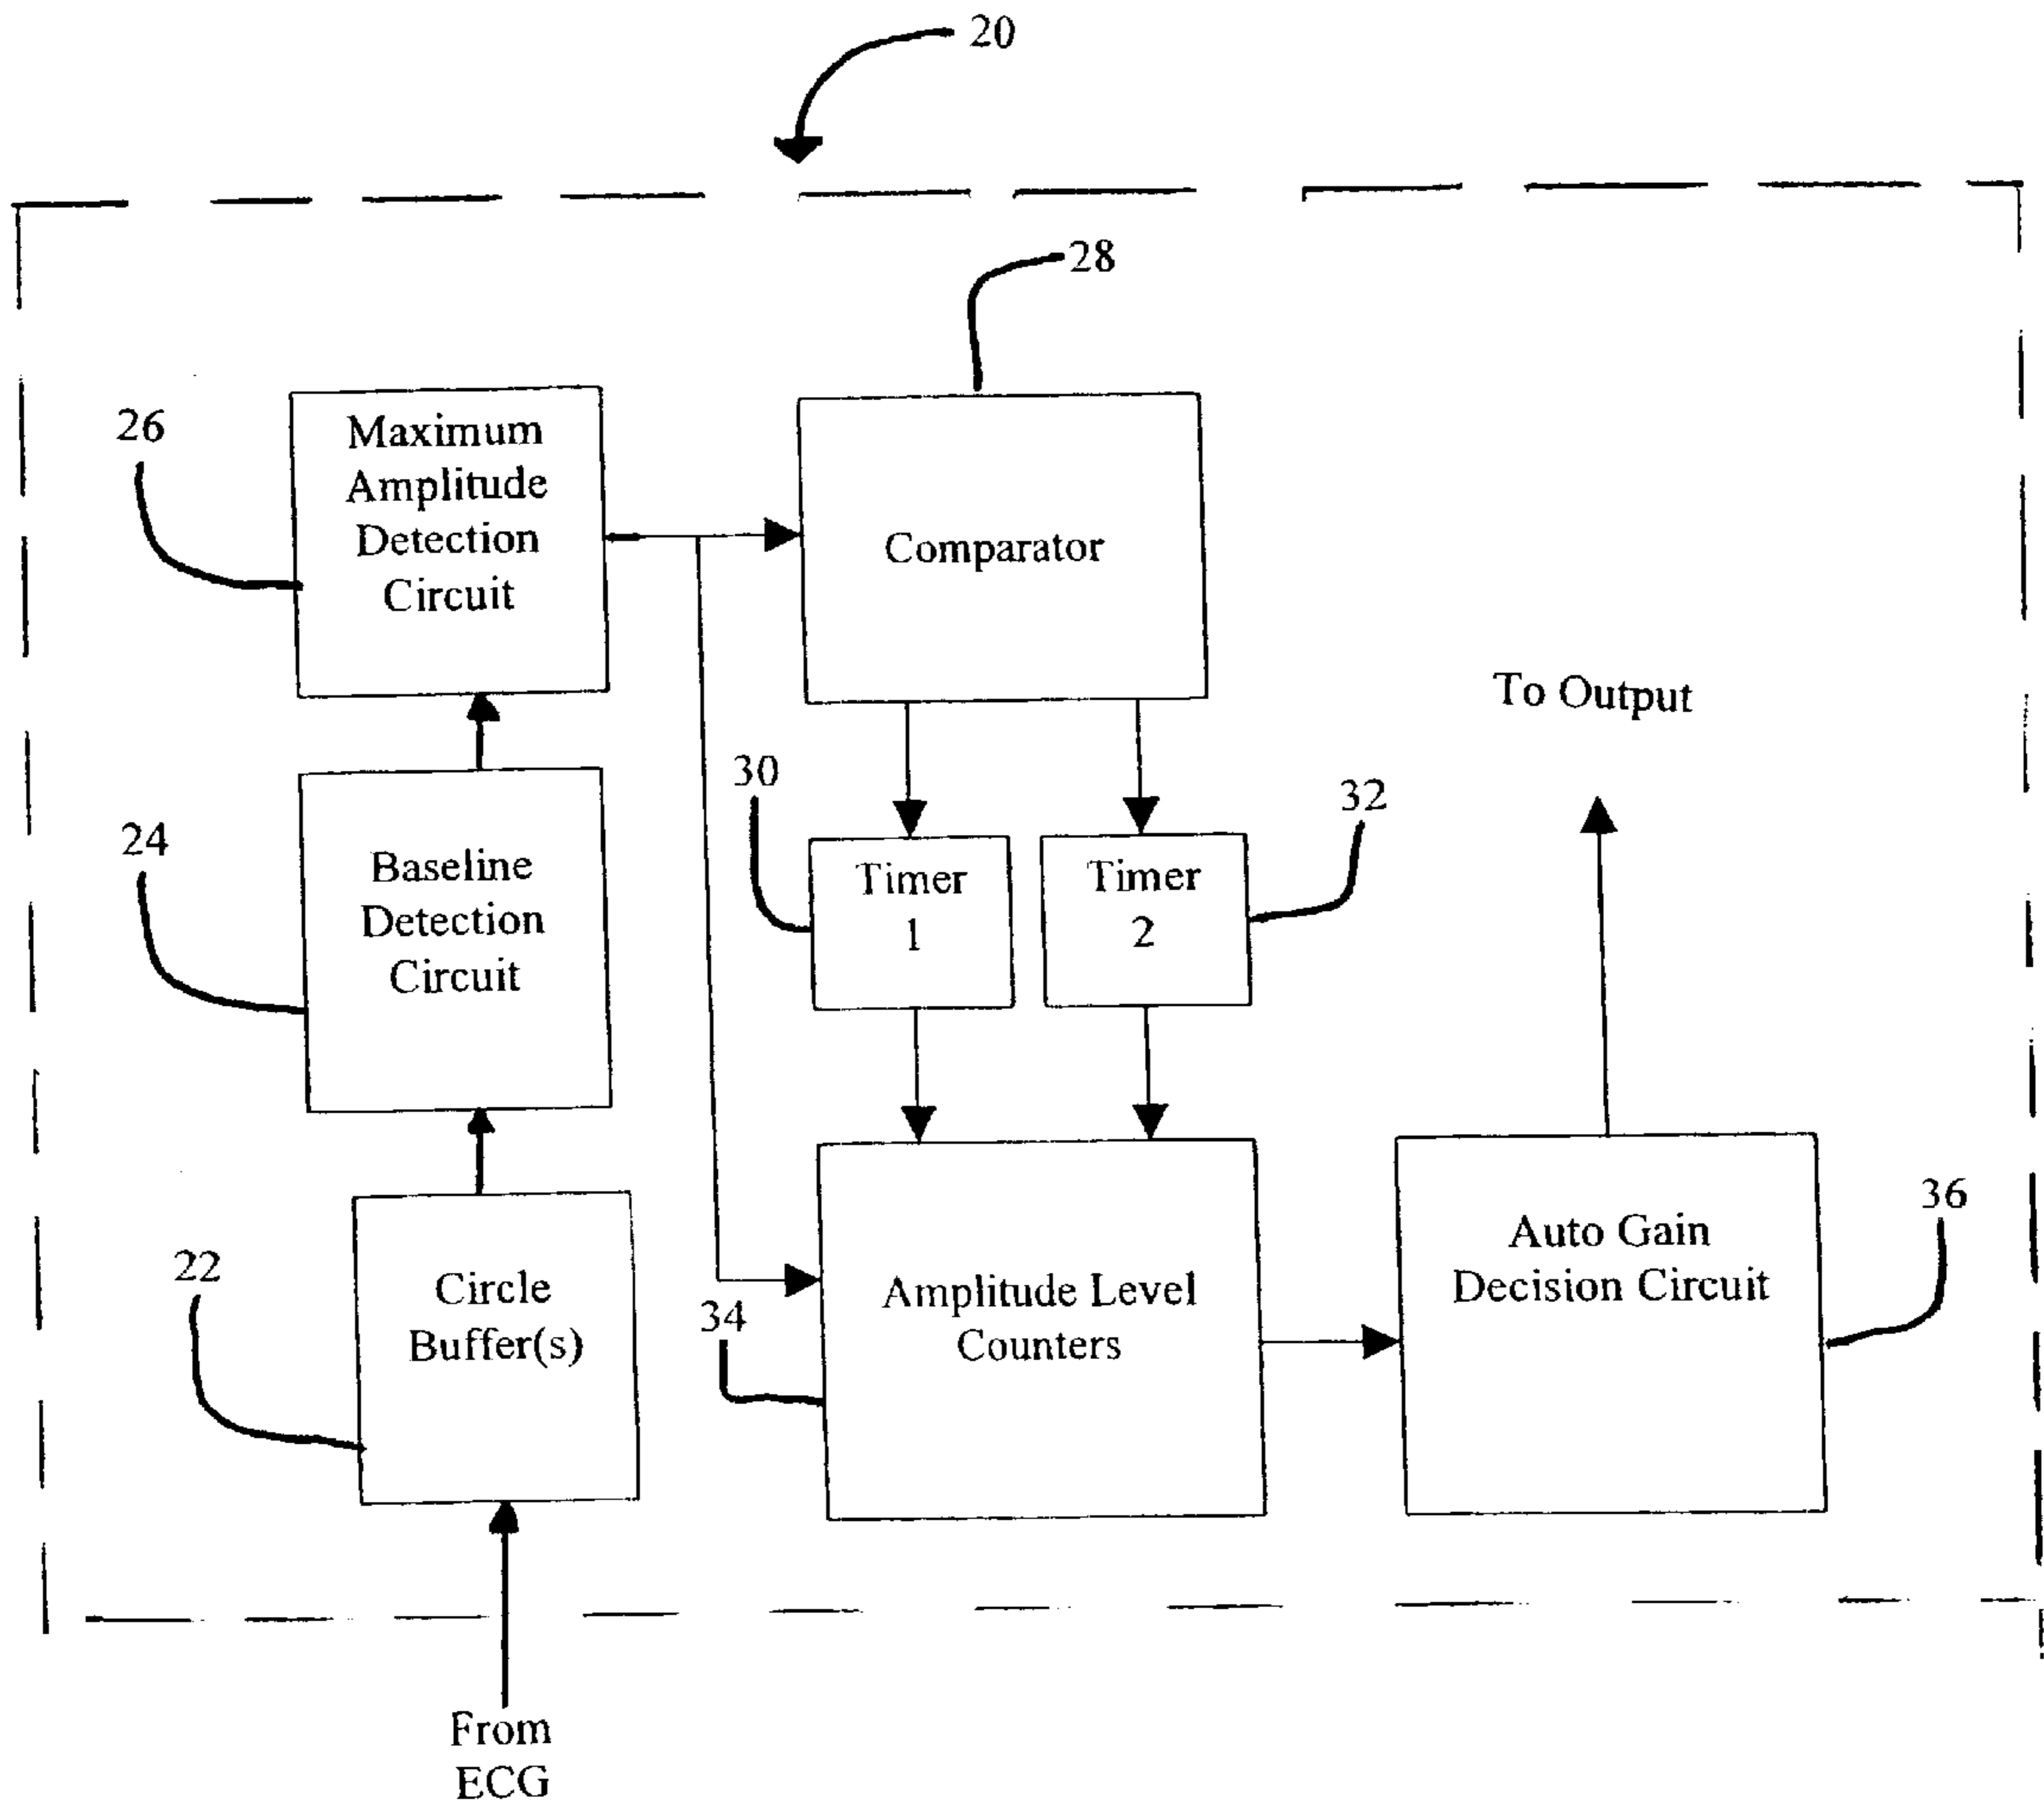 20
28
26
Maximum
Amplitude
Detection
Circuit
Comparator
To Output
30
32
24
Baseline
Detection
Circuit
Timer
1
Timer
2
22
Circle
Buffer(s)
34
Amplitude Level
Counters
Auto Gain
Decision Circuit
36
From
ECG